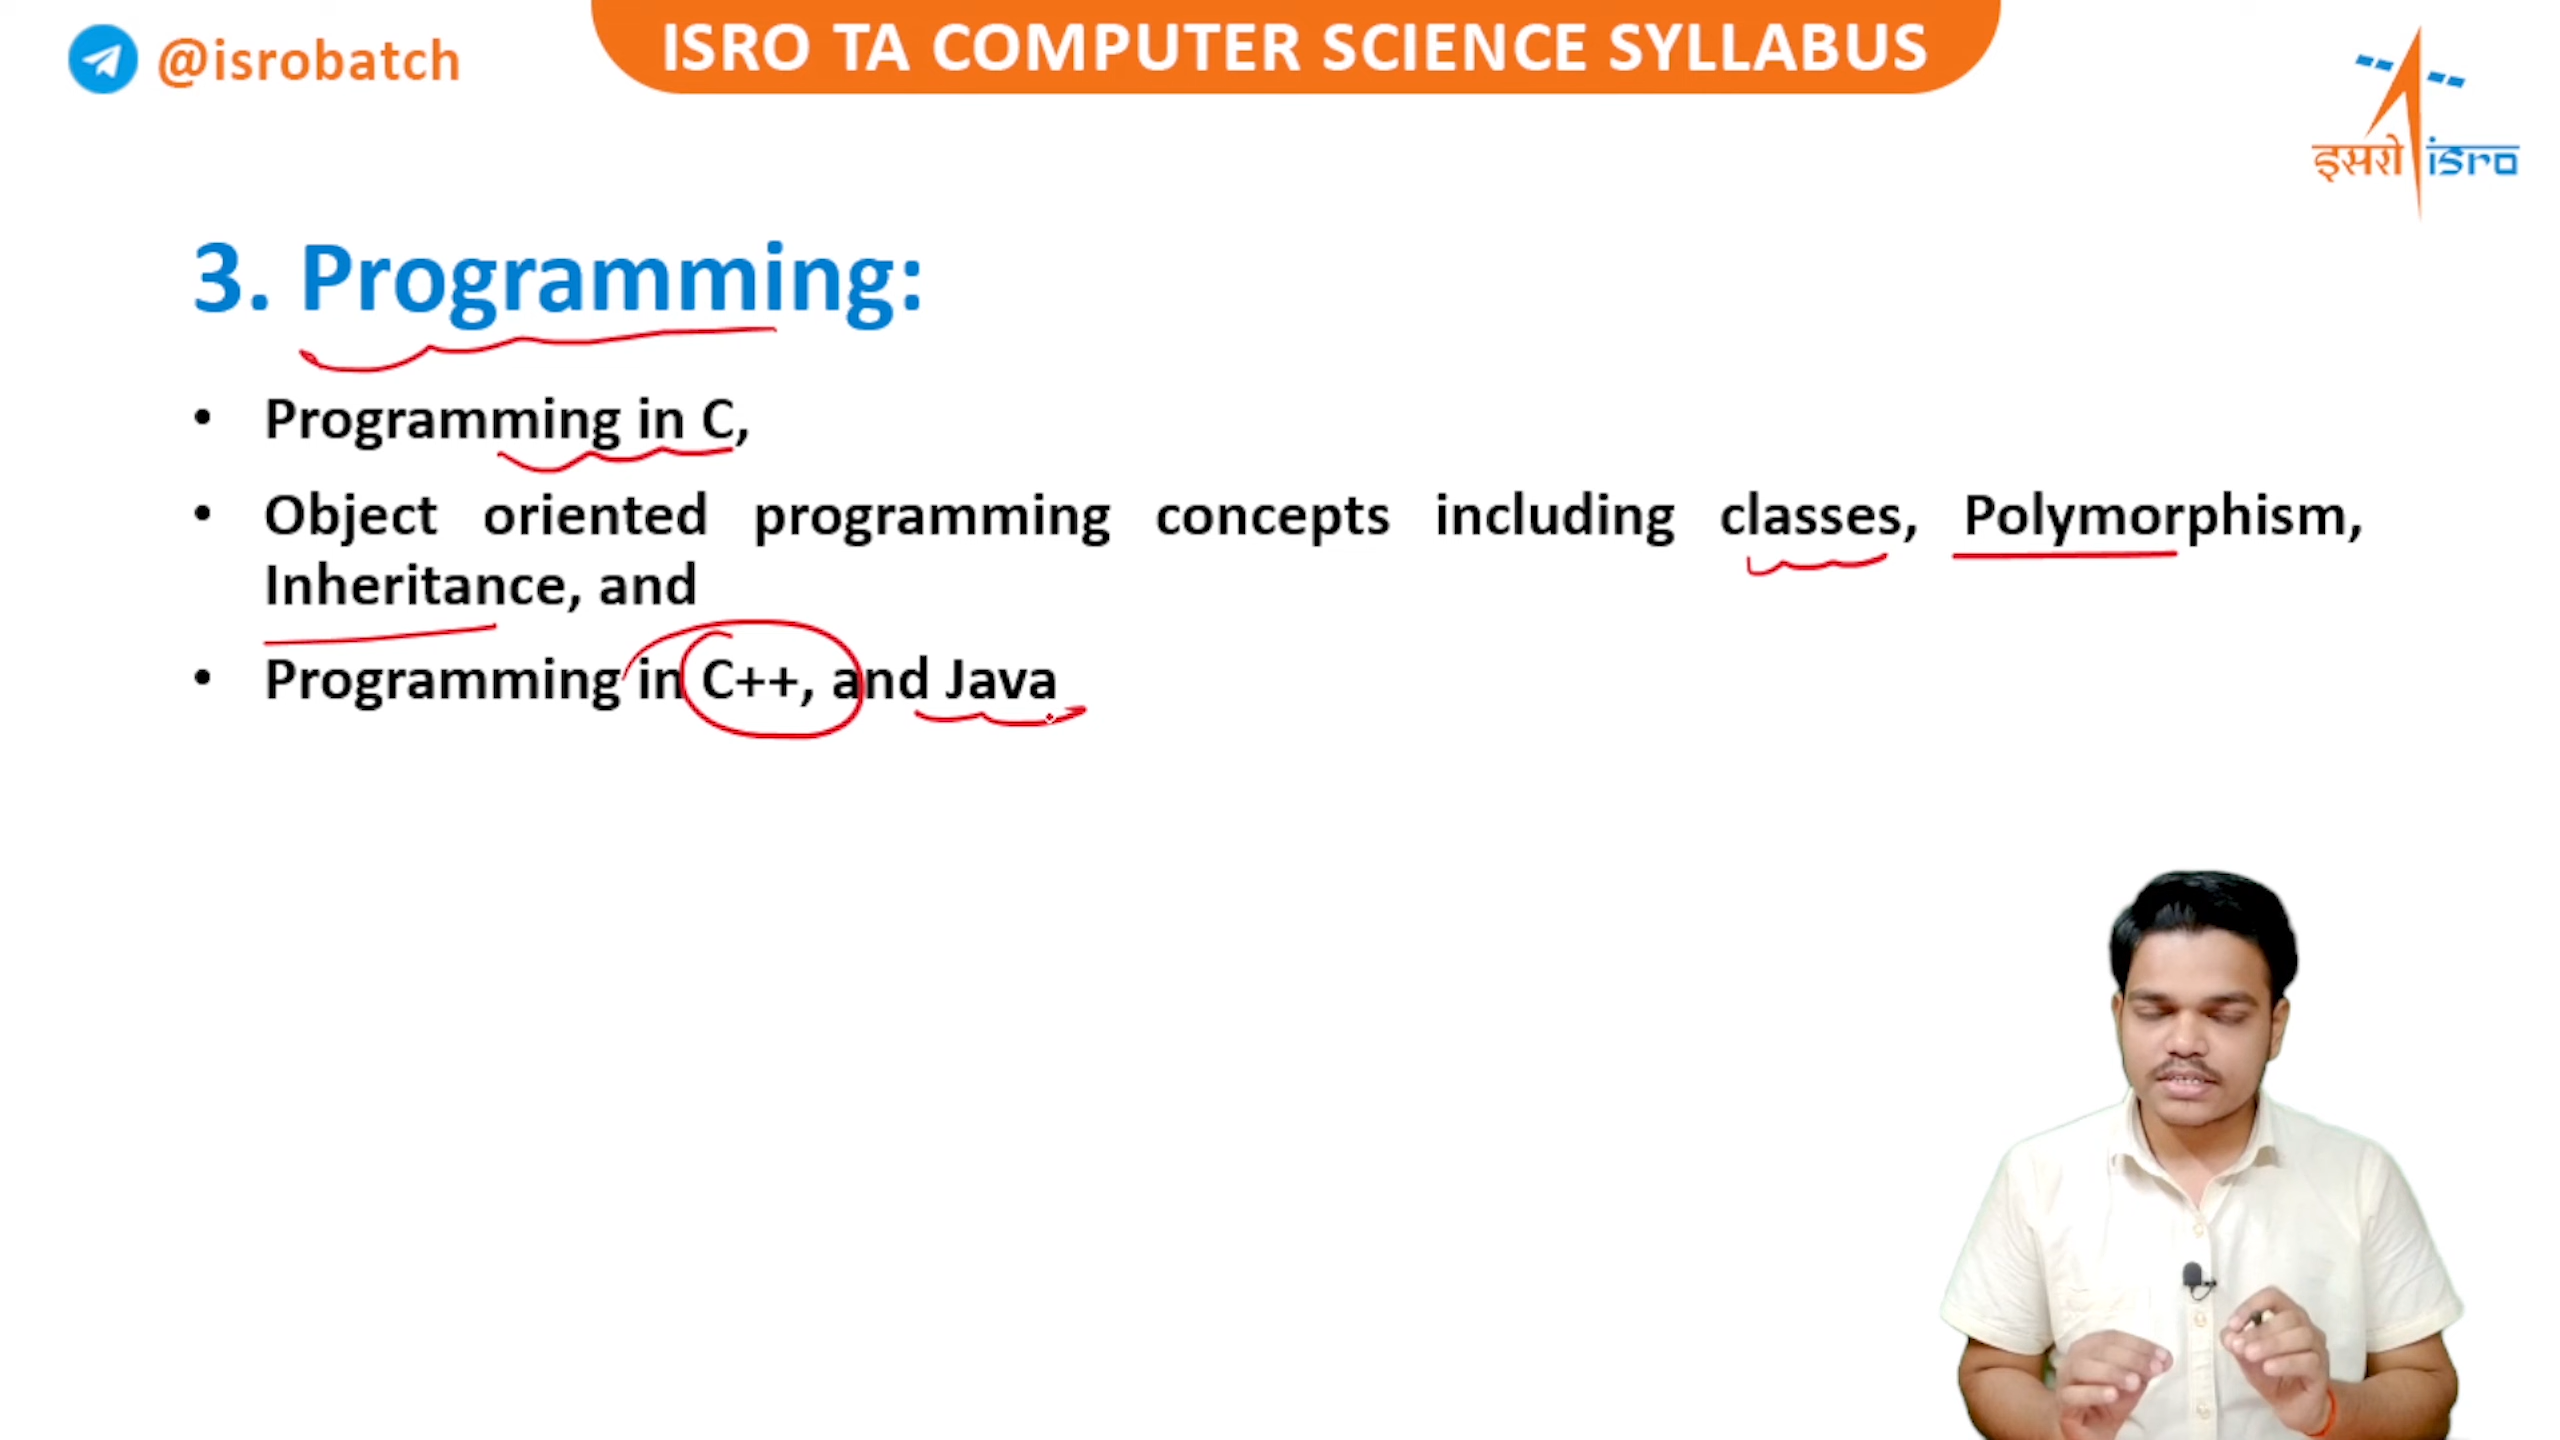 @isrobatch
ISRO TA COMPUTER SCIENCE SYLLABUS
इसरो isro
3. Programming:
• Programming in C,
• Object oriented programming concepts including classes, Polymorphism,
Inheritance, and
• Programming in C++, and Java